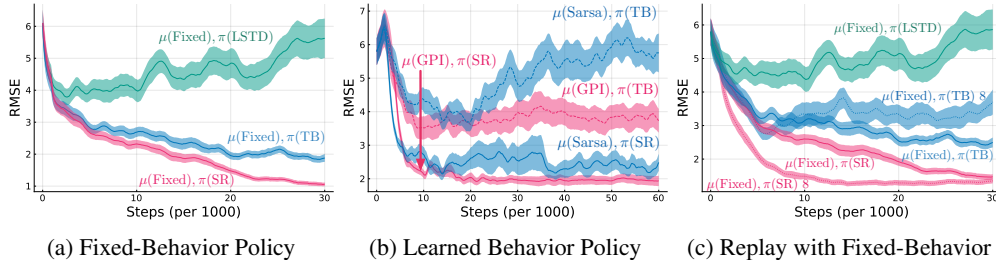 RMSE
6
5
4
3
2
1
μ(Fixed), π(LSTD)
μ(Fixed), π(TB)
μ(Fixed), π(SR)
0
10
20
30
Steps (per 1000)
(a) Fixed-Behavior Policy
RMSE
7
6
5
4
3
2
μ(Sarsa), π(TB)
μ(GPI), π(SR)
μ(GPI), π(TB)
μ(Sarsa), π(SR)
0
10
20
30
40
50
60
Steps (per 1000)
(b) Learned Behavior Policy
RMSE
6
5
4
3
2
1
μ(Fixed), π(LSTD)
μ(Fixed), π(TB) 8
μ(Fixed), π(SR)
μ(Fixed), π(TB)
μ(Fixed), π(SR) 8
0
10
20
30
Steps (per 1000)
(c) Replay with Fixed-Behavior